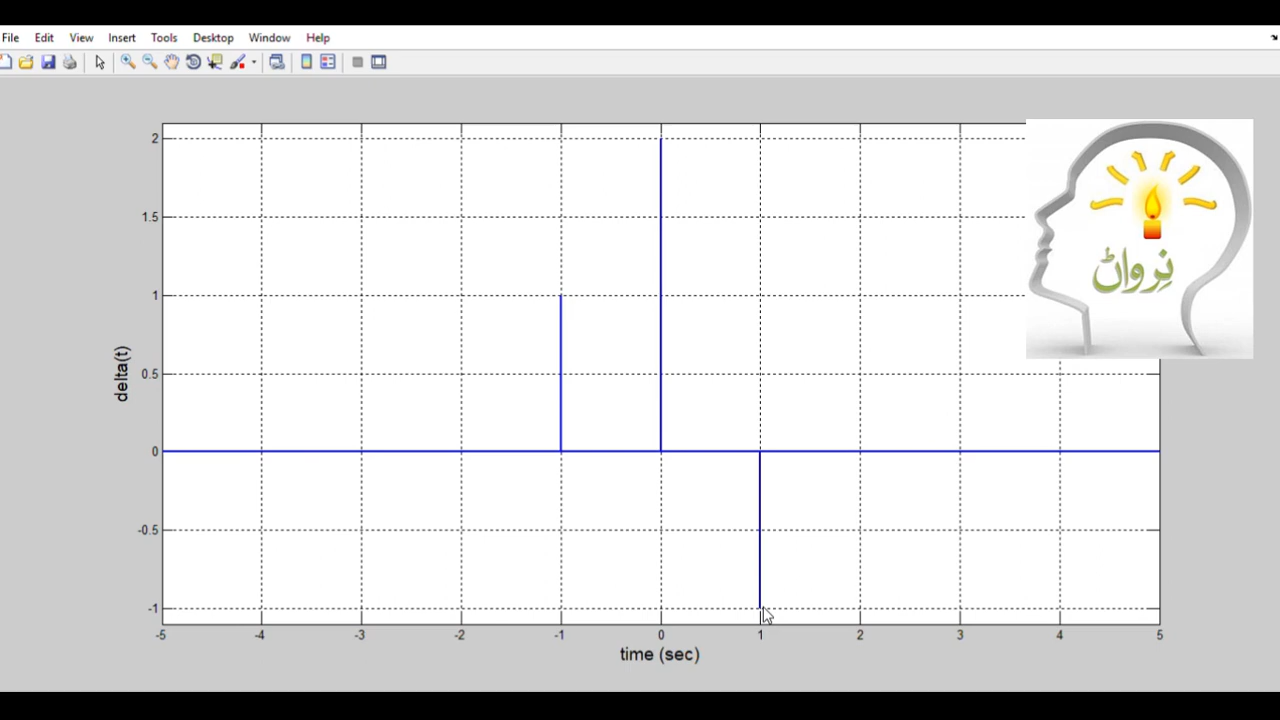 File Edit View Insert Tools Desktop Window Help
2
1.5
1
0.5
0
-0.5
-1
delta(t)
-5 -4 -3 -2 -1 0 1 2 3 4 5
time (sec)
نِرواݨ